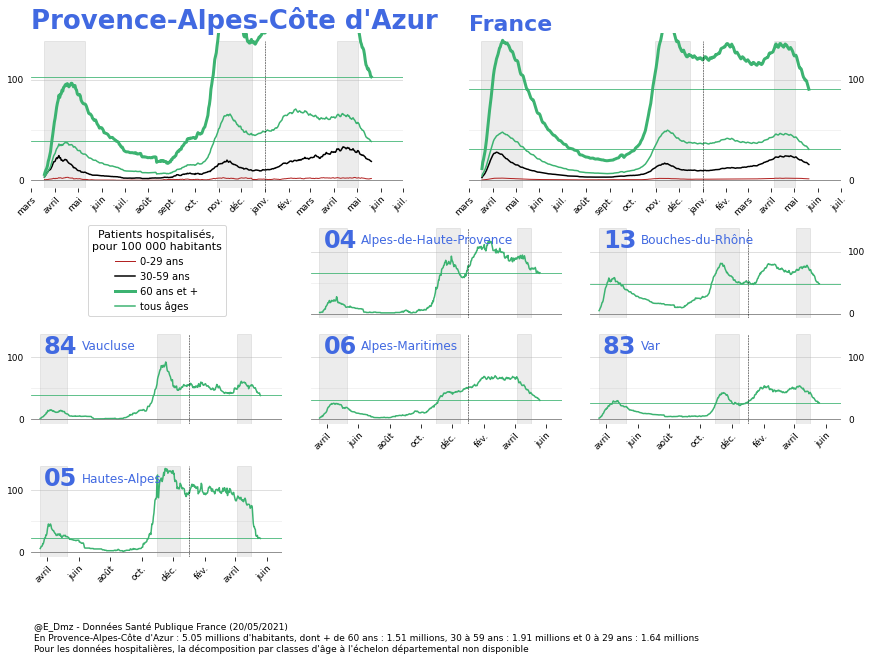 Provence-Alpes-Côte d'Azur
France
100
0
mars avril mai juin juil. août sept. oct. nov. déc. janv. fév. mars avril mai juin juil.
100
0
mars avril mai juin juil. août sept. oct. nov. déc. janv. fév. mars avril mai juin juil.
Patients hospitalisés,
pour 100 000 habitants
0-29 ans
30-59 ans
60 ans et +
tous âges
04 Alpes-de-Haute-Provence
13 Bouches-du-Rhône
100
0
84 Vaucluse
100
0
06 Alpes-Maritimes
avril juin août oct. déc. fév. avril juin
83 Var
100
0
avril juin août oct. déc. fév. avril juin
05 Hautes-Alpes
100
0
avril juin août oct. déc. fév. avril juin
@E_Dmz - Données Santé Publique France (20/05/2021)
En Provence-Alpes-Côte d'Azur : 5.05 millions d'habitants, dont + de 60 ans : 1.51 millions, 30 à 59 ans : 1.91 millions et 0 à 29 ans : 1.64 millions
Pour les données hospitalières, la décomposition par classes d'âge à l'échelon départemental non disponible